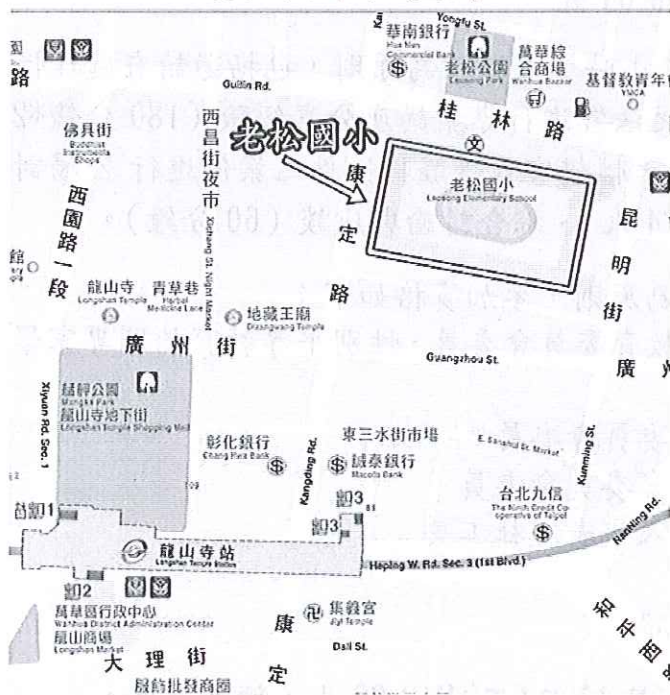 Yongfu St.
華南銀行
Hua Nan
Commercial Bank
老松公園
Laosong Park
萬華綜
合商場
Wanhua Bazaar
基督教青年會
YMCA
路
Guilin Rd.
桂林路
佛具街
Buddhist
Instruments
Shops
西昌街夜市
Xichang St. Night Market
老松國小
文
老松國小
Laosong Elementary School
康定路
昆明街
西園路一段
館
龍山寺
Longshan Temple
青草巷
Herbal
Medicine Lane
地藏王廟
Dizangwang Temple
廣州街
Guangzhou St.
廣州
Xiyuan Rd. Sec. 1
艋舺公園
Mangka Park
龍山寺地下街
Longshan Temple Shopping Mall
彰化銀行
Chang Hwa Bank
Kangding Rd.
東三水街市場
E. Sanshui St. Market
誠泰銀行
Macoto Bank
Kunming St.
台北九信
The Ninth Credit Co-
operative of Taipei
Nanning Rd.
出口1
出口3
出口3
龍山寺站
Longshan Temple Station
Heping W. Rd. Sec. 3 (1st Blvd.)
出口2
萬華區行政中心
Wanhua District Administration Center
龍山商場
Longshan Market
康定
集義宮
Jiyi Temple
Dali St.
和平西
大理街
服飾批發商圈